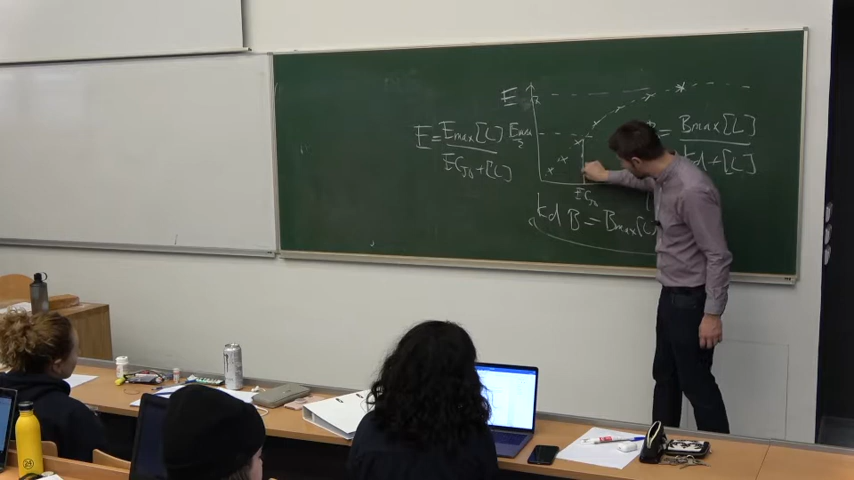 E
E = Emax[L] / EC50+[L]
Emax/2
EC50
Bmax[L]
kd+[L]
kd B = Bmax[L